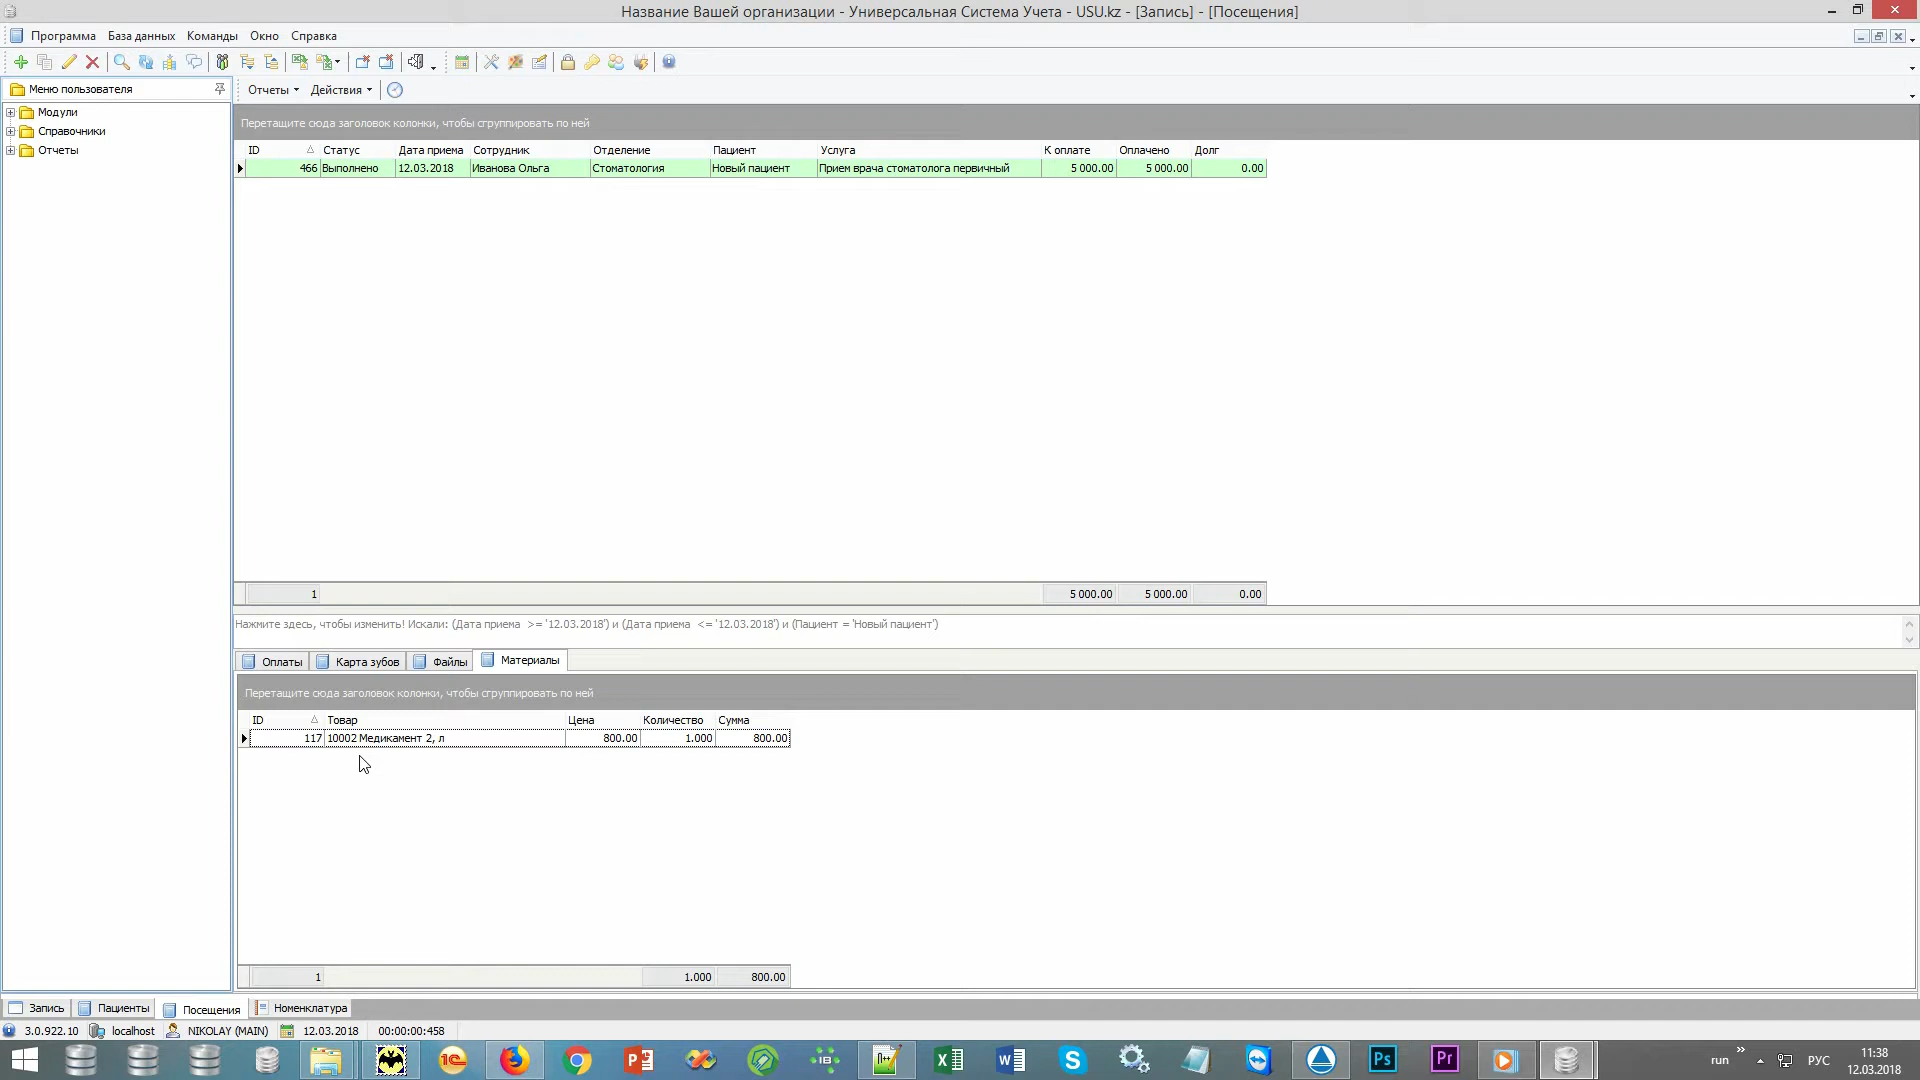 Название Вашей организации - Универсальная Система Учета - USU.kz - [Запись] - [Посещения]
Программа База данных Команды Окно Справка
Меню пользователя
Отчеты Действия
Модули
Справочники
Отчеты
Перетащите сюда заголовок колонки, чтобы сгруппировать по ней
ID Статус Дата приема Сотрудник Отделение Пациент Услуга К оплате Оплачено Долг
466 Выполнено 12.03.2018 Иванова Ольга Стоматология Новый пациент Прием врача стоматолога первичный 5 000.00 5 000.00 0.00
1 5 000.00 5 000.00 0.00
Нажмите здесь, чтобы изменить! Искали: (Дата приема >= '12.03.2018') и (Дата приема <= '12.03.2018') и (Пациент = 'Новый пациент')
Оплаты Карта зубов Файлы Материалы
Перетащите сюда заголовок колонки, чтобы сгруппировать по ней
ID Товар Цена Количество Сумма
117 10002 Медикамент 2, л 800.00 1.000 800.00
1 1.000 800.00
Запись Пациенты Посещения Номенклатура
3.0.922.10 localhost NIKOLAY (MAIN) 12.03.2018 00:00:00:458
run » РУС 11:38
12.03.2018